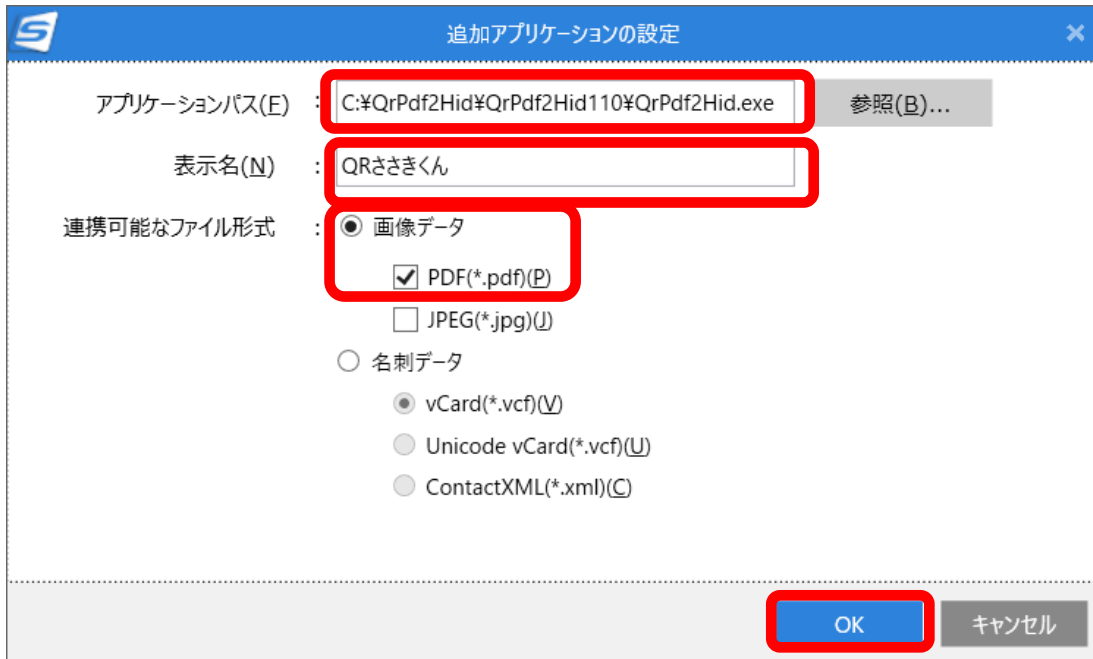 追加アプリケーションの設定
アプリケーションパス(F) : C:¥QrPdf2Hid¥QrPdf2Hid110¥QrPdf2Hid.exe 参照(B)...
表示名(N) : QRささきくん
連携可能なファイル形式 : 画像データ
PDF(*.pdf)(P)
JPEG(*.jpg)(J)
名刺データ
vCard(*.vcf)(V)
Unicode vCard(*.vcf)(U)
ContactXML(*.xml)(C)
OK キャンセル